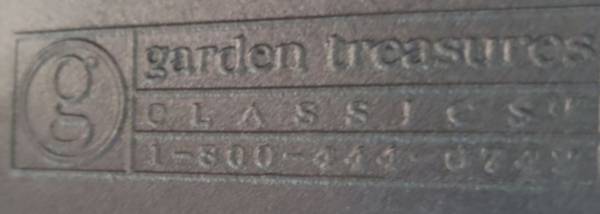 g
garden treasures
CLASSICS
1-800-444-